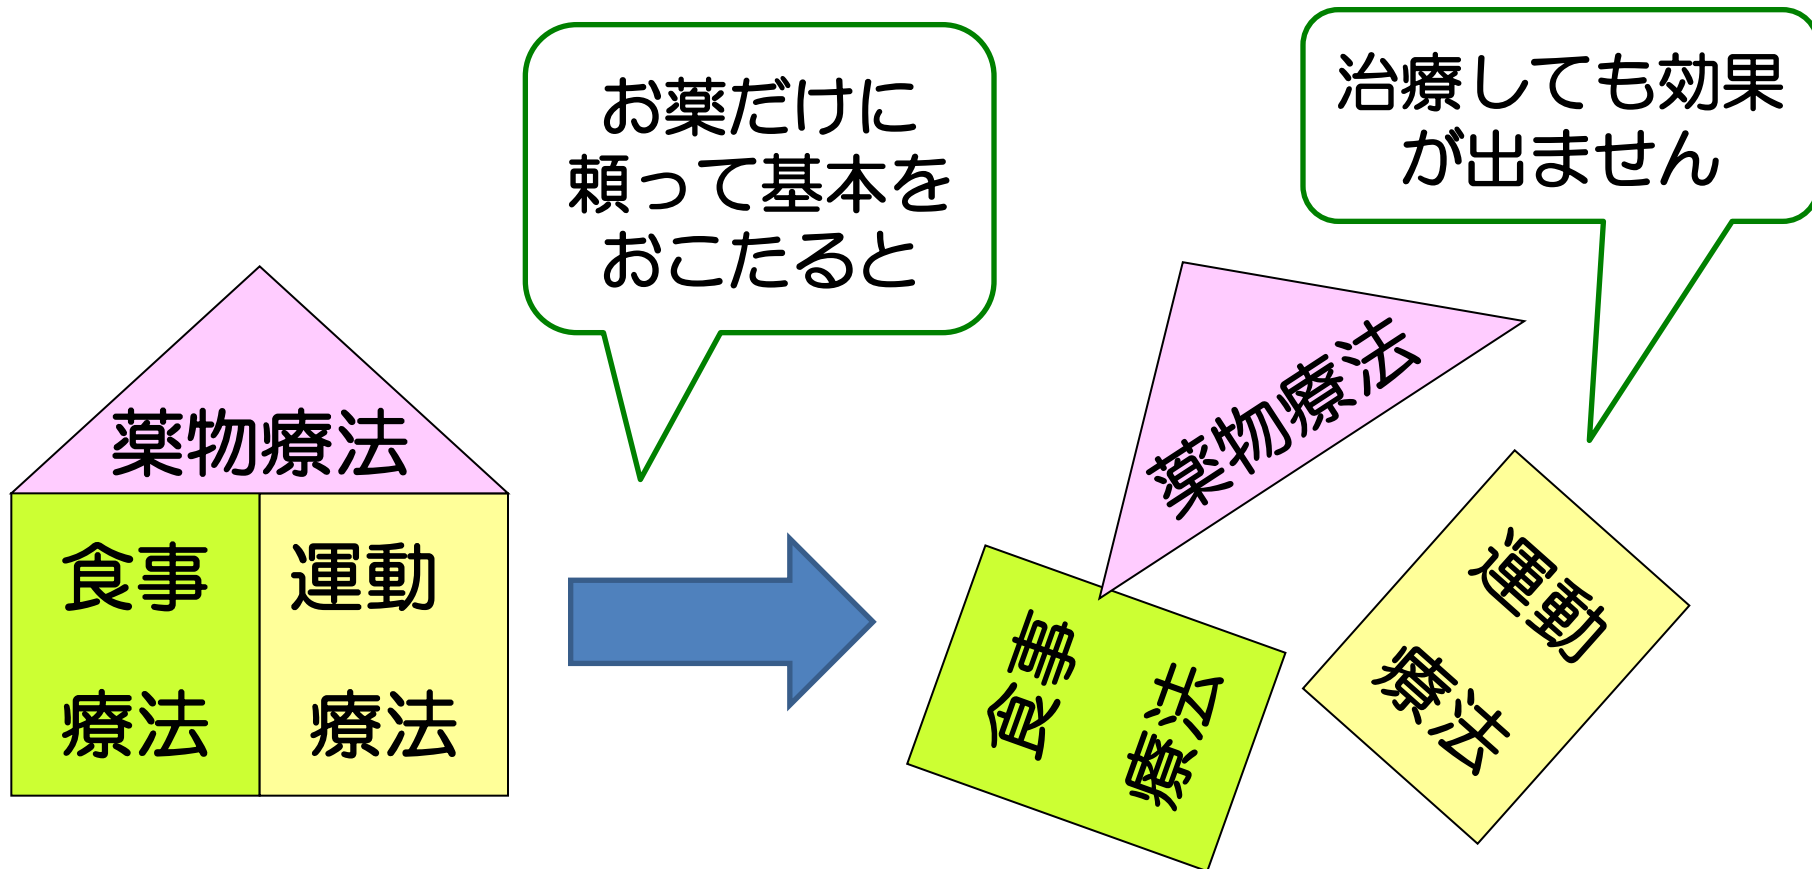 お薬だけに
頼って基本を
おこたると
治療しても効果
が出ません
薬物療法
食事
療法
運動
療法
薬物療法
食事
療法
運動
療法